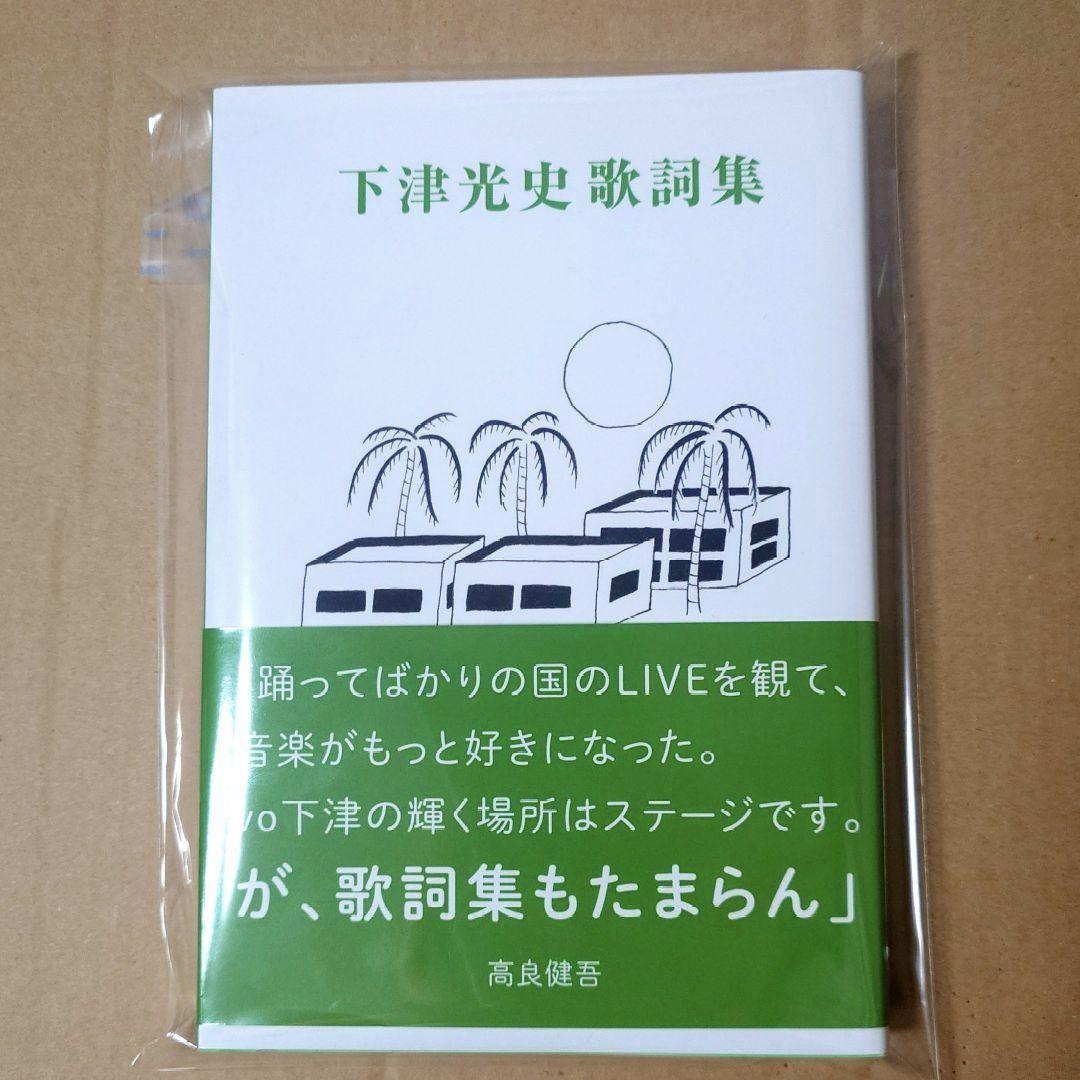 下津光史 歌詞集
「踊ってばかりの国のLIVEを観て、
音楽がもっと好きになった。
vo下津の輝く場所はステージです。
が、歌詞集もたまらん」
高良健吾